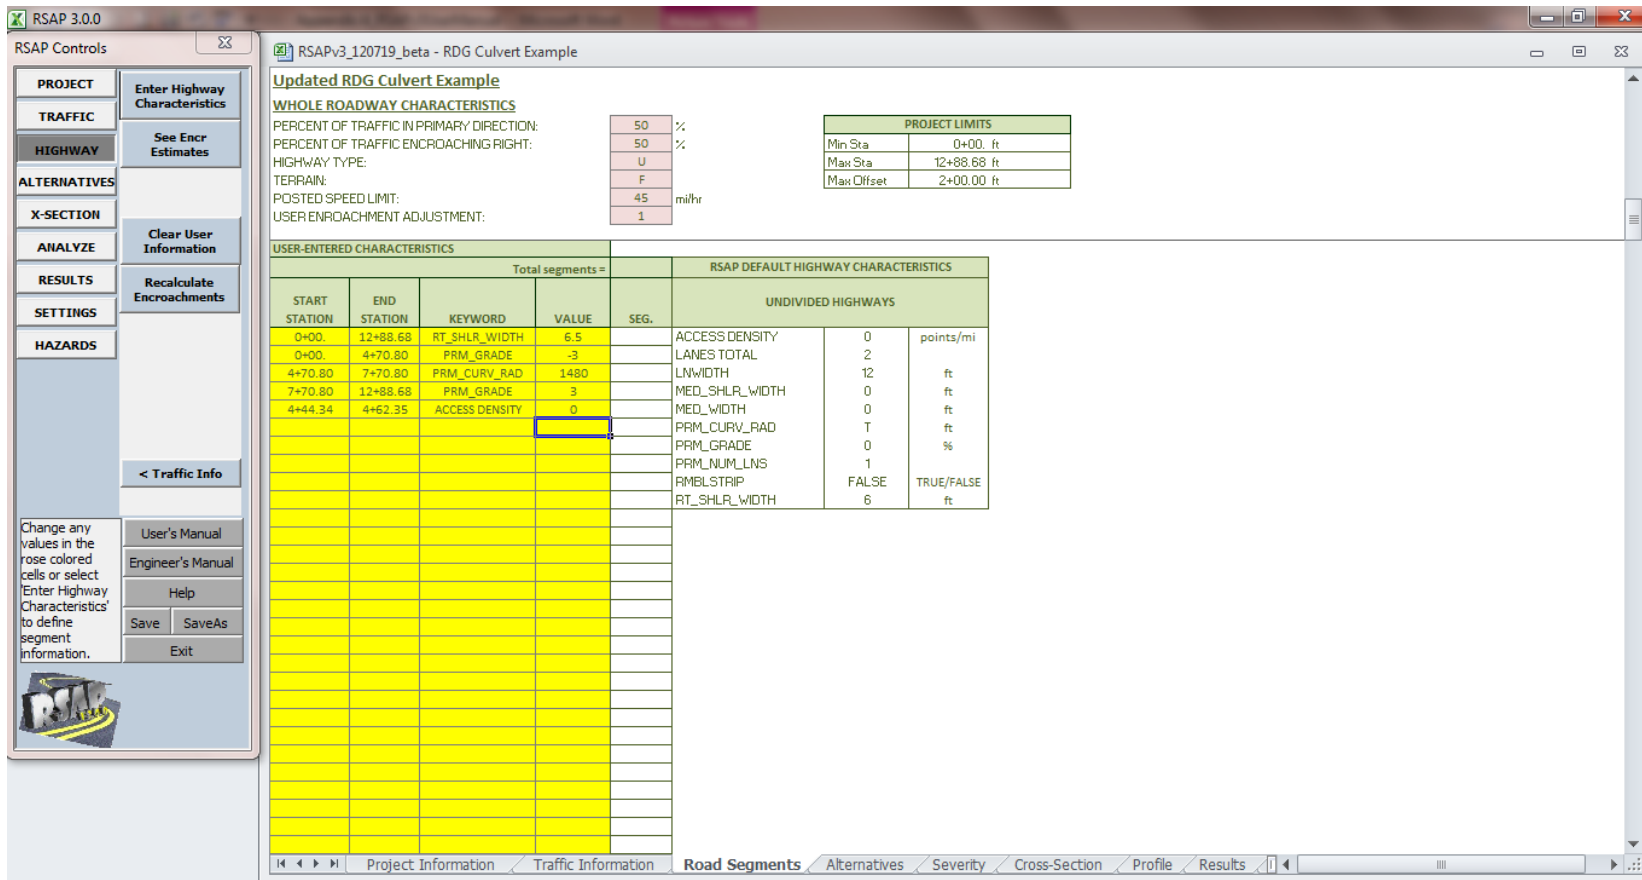 RSAP 3.0.0
RSAP Controls
PROJECT
TRAFFIC
HIGHWAY
ALTERNATIVES
X-SECTION
ANALYZE
RESULTS
SETTINGS
HAZARDS
Enter Highway
Characteristics
See Encr
Estimates
Clear User
Information
Recalculate
Encroachments
< Traffic Info
Change any
values in the
rose colored
cells or select
'Enter Highway
Characteristics'
to define
segment
information.
User's Manual
Engineer's Manual
Help
Save SaveAs
Exit
RSAP
RSAPv3_120719_beta - RDG Culvert Example
Updated RDG Culvert Example
WHOLE ROADWAY CHARACTERISTICS
PERCENT OF TRAFFIC IN PRIMARY DIRECTION: 50 %
PERCENT OF TRAFFIC ENCROACHING RIGHT: 50 %
HIGHWAY TYPE: U
TERRAIN: F
POSTED SPEED LIMIT: 45 mi/hr
USER ENROACHMENT ADJUSTMENT: 1
PROJECT LIMITS
Min Sta 0+00. ft
Max Sta 12+88.68 ft
Max Offset 2+00.00 ft
USER-ENTERED CHARACTERISTICS
Total segments =
START STATION END STATION KEYWORD VALUE SEG.
0+00. 12+88.68 RT_SHLR_WIDTH 6.5
0+00. 4+70.80 PRM_GRADE -3
4+70.80 7+70.80 PRM_CURV_RAD 1480
7+70.80 12+88.68 PRM_GRADE 3
4+44.34 4+62.35 ACCESS DENSITY 0
RSAP DEFAULT HIGHWAY CHARACTERISTICS
UNDIVIDED HIGHWAYS
ACCESS DENSITY 0 points/mi
LANES TOTAL 2
LNWIDTH 12 ft
MED_SHLR_WIDTH 0 ft
MED_WIDTH 0 ft
PRM_CURV_RAD T ft
PRM_GRADE 0 %
PRM_NUM_LNS 1
RMBLSTRIP FALSE TRUE/FALSE
RT_SHLR_WIDTH 6 ft
Project Information Traffic Information Road Segments Alternatives Severity Cross-Section Profile Results